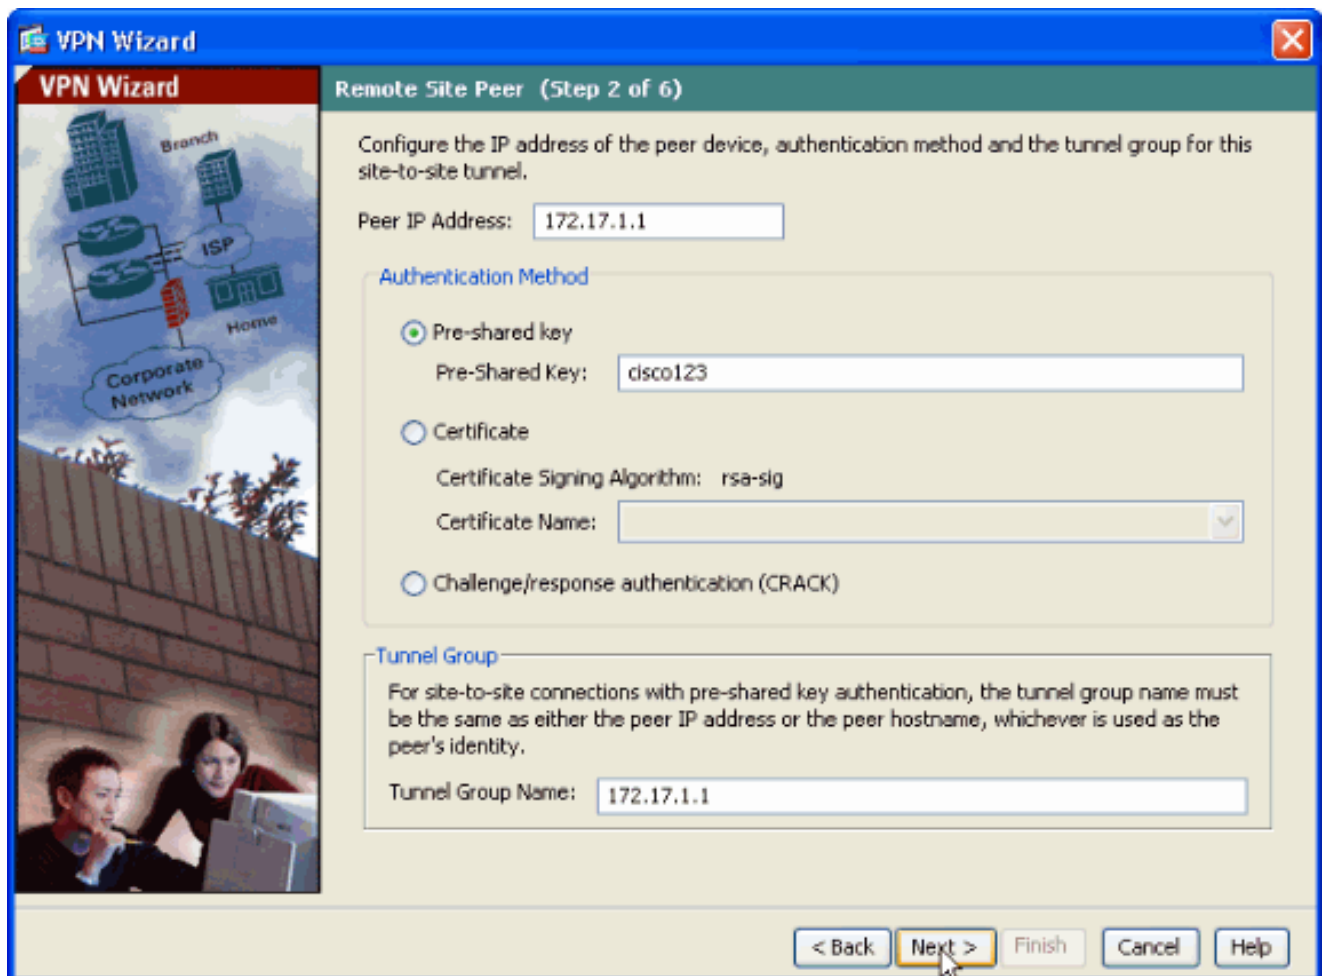 VPN Wizard
VPN Wizard
Branch
ISP
Home
Corporate
Network
Remote Site Peer (Step 2 of 6)
Configure the IP address of the peer device, authentication method and the tunnel group for this
site-to-site tunnel.
Peer IP Address: 172.17.1.1
Authentication Method
Pre-shared key
Pre-Shared Key: cisco123
Certificate
Certificate Signing Algorithm: rsa-sig
Certificate Name:
Challenge/response authentication (CRACK)
Tunnel Group
For site-to-site connections with pre-shared key authentication, the tunnel group name must
be the same as either the peer IP address or the peer hostname, whichever is used as the
peer's identity.
Tunnel Group Name: 172.17.1.1
< Back Next > Finish Cancel Help